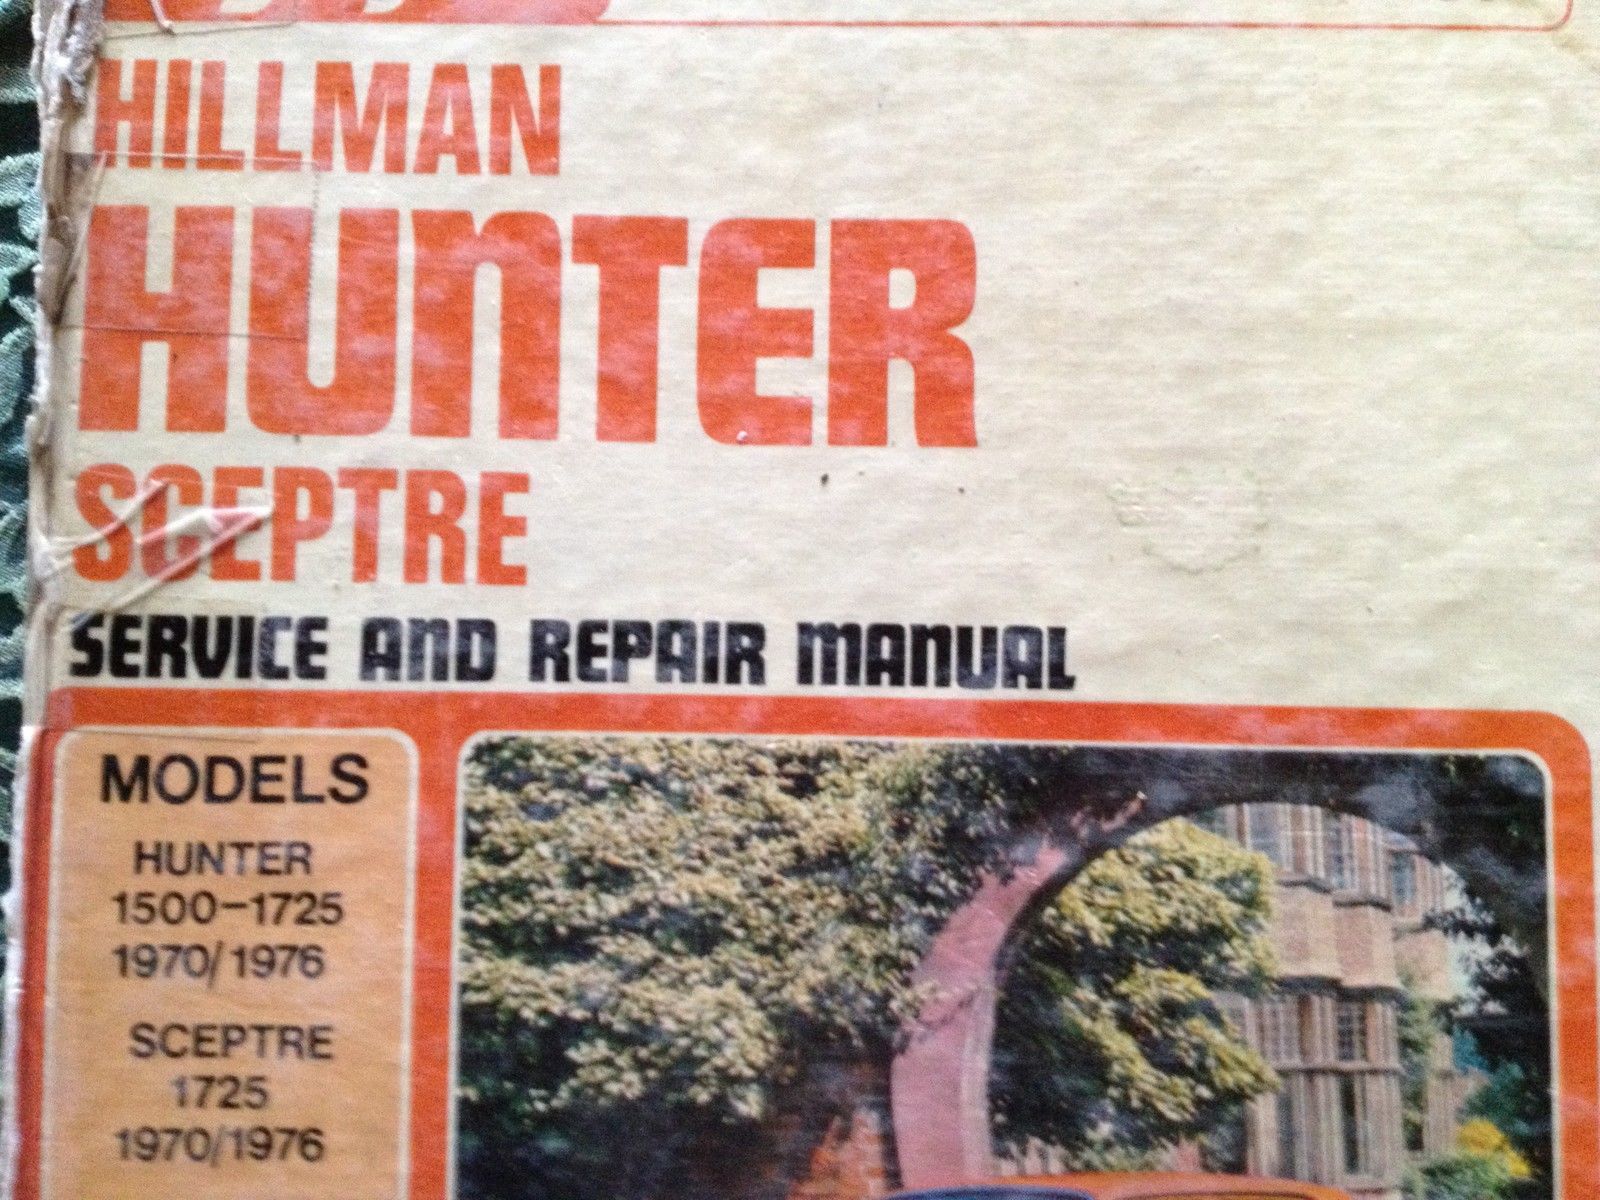 HILLMAN
HUNTER
SCEPTRE
SERVICE AND REPAIR MANUAL
MODELS
HUNTER
1500-1725
1970/1976
SCEPTRE
1725
1970/1976